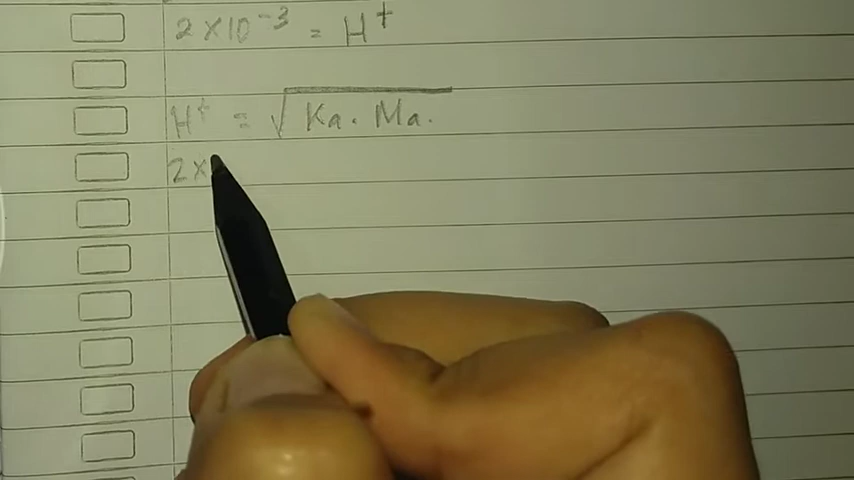 2 × 10⁻³ = H⁺
H⁺ = √Ka. Ma.
2×